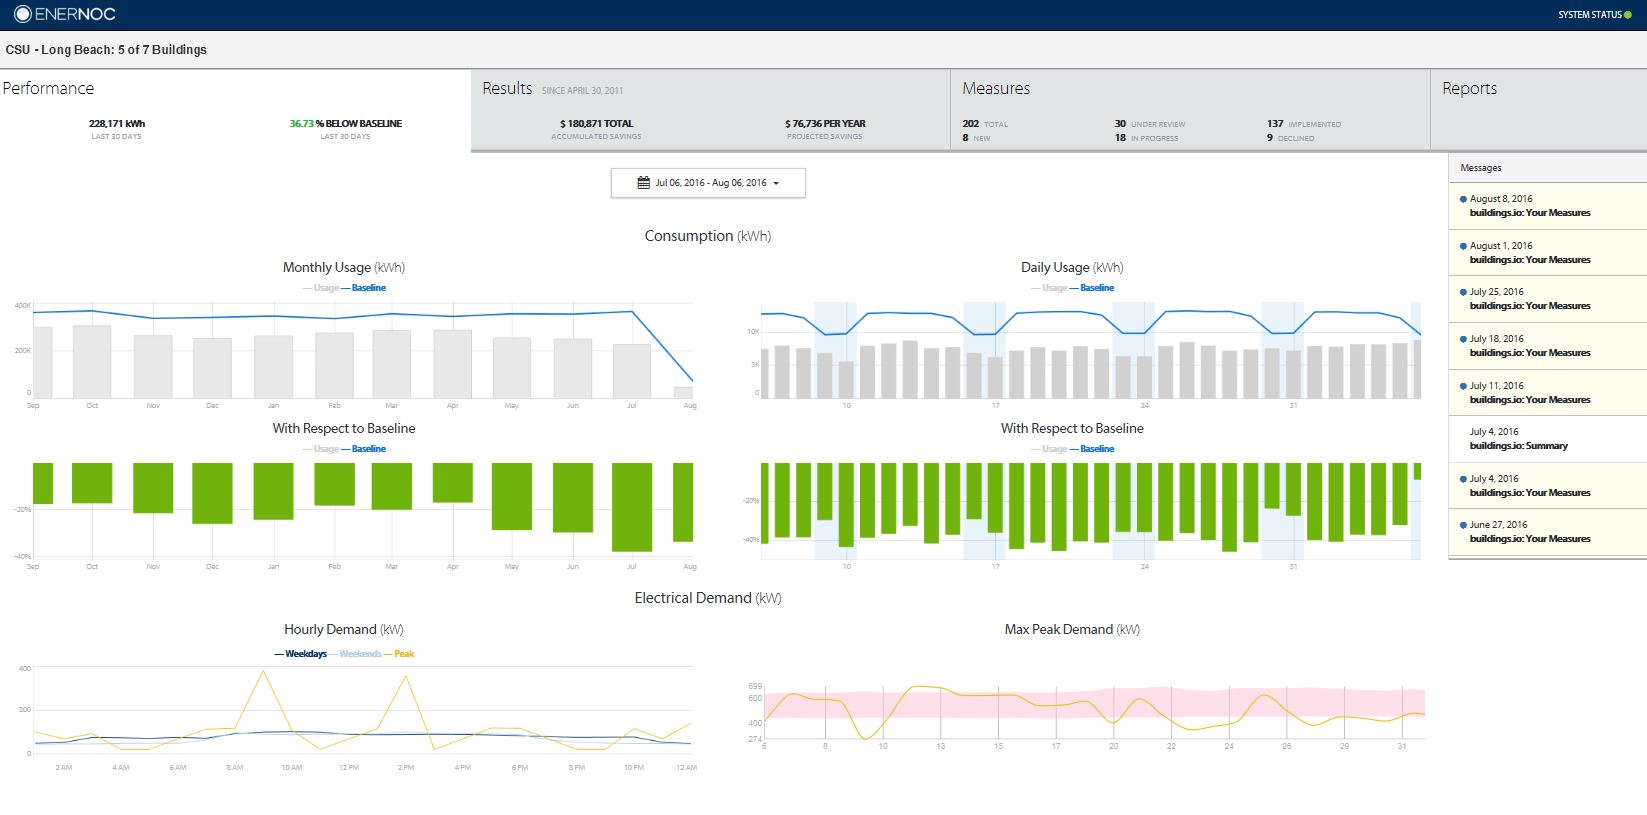 ENERNOC
SYSTEM STATUS
CSU - Long Beach: 5 of 7 Buildings
Performance
228,171 kWh
LAST 30 DAYS
36.73 % BELOW BASELINE
LAST 30 DAYS
Results SINCE APRIL 30, 2011
$ 180,871 TOTAL
ACCUMULATED SAVINGS
$ 76,736 PER YEAR
PROJECTED SAVINGS
Measures
202 TOTAL
8 NEW
30 UNDER REVIEW
18 IN PROGRESS
137 IMPLEMENTED
9 DECLINED
Reports
Jul 06, 2016 - Aug 06, 2016
Consumption (kWh)
Monthly Usage (kWh)
Usage Baseline
400K
200K
0
Sep Oct Nov Dec Jan Feb Mar Apr May Jun Jul Aug
Daily Usage (kWh)
Usage Baseline
10K
5K
0
10 17 24 31
With Respect to Baseline
Usage Baseline
-20%
-40%
Sep Oct Nov Dec Jan Feb Mar Apr May Jun Jul Aug
With Respect to Baseline
Usage Baseline
-20%
-40%
10 17 24 31
Electrical Demand (kW)
Hourly Demand (kW)
Weekdays Weekends Peak
400
200
0
2 AM 4 AM 6 AM 8 AM 10 AM 12 PM 2 PM 4 PM 6 PM 8 PM 10 PM 12 AM
Max Peak Demand (kW)
699
600
400
274
6 8 10 13 15 17 20 22 24 26 29 31
Messages
August 8, 2016
buildings.io: Your Measures
August 1, 2016
buildings.io: Your Measures
July 25, 2016
buildings.io: Your Measures
July 18, 2016
buildings.io: Your Measures
July 11, 2016
buildings.io: Your Measures
July 4, 2016
buildings.io: Summary
July 4, 2016
buildings.io: Your Measures
June 27, 2016
buildings.io: Your Measures